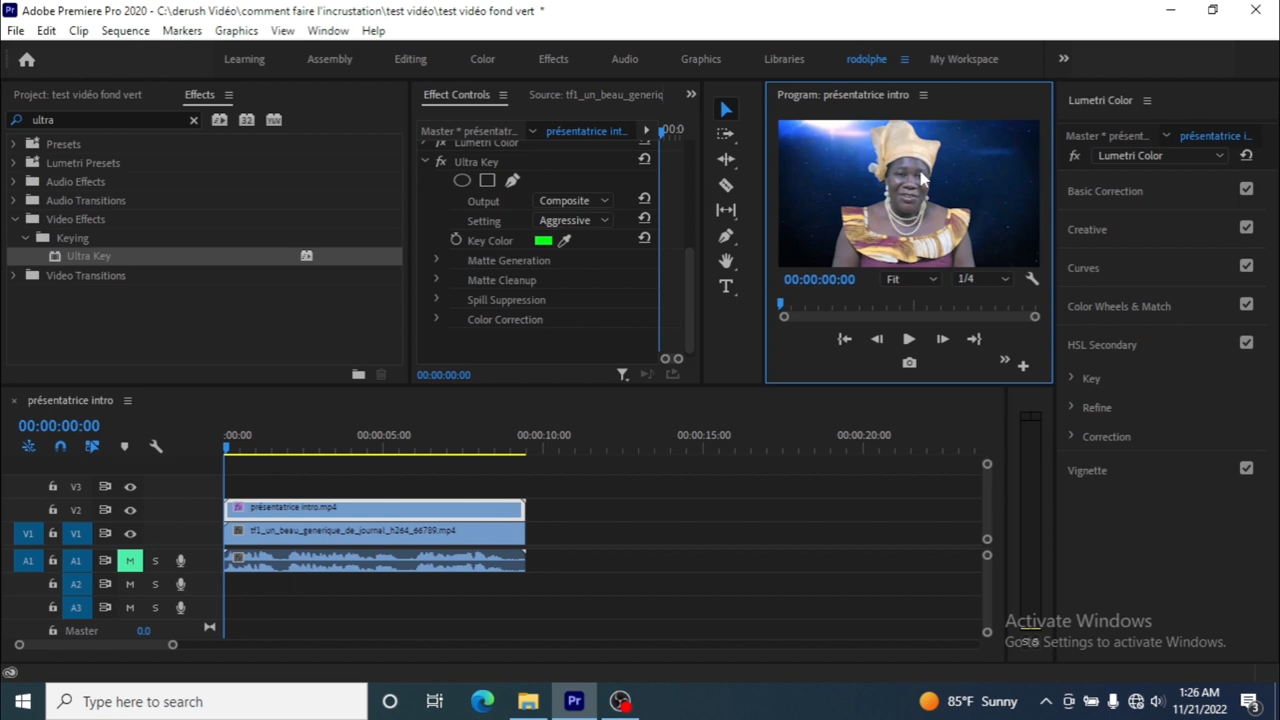 Adobe Premiere Pro 2020 - C:\derush Vidéo\comment faire l'incrustation\test vidéo\test vidéo fond vert *
File Edit Clip Sequence Markers Graphics View Window Help
Learning Assembly Editing Color Effects Audio Graphics Libraries rodolphe My Workspace
Project: test vidéo fond vert Effects
ultra
Presets
Lumetri Presets
Audio Effects
Audio Transitions
Video Effects
Keying
Ultra Key
Video Transitions
Effect Controls Source: tf1_un_beau_generiq
Master * présentatr... présentatrice int... 00:0
Lumetri Color
fx Ultra Key
Output Composite
Setting Aggressive
Key Color
Matte Generation
Matte Cleanup
Spill Suppression
Color Correction
00:00:00:00
T
Program: présentatrice intro
00:00:00:00 Fit 1/4
Lumetri Color
Master * présent... présentatrice i...
fx Lumetri Color
Basic Correction
Creative
Curves
Color Wheels & Match
HSL Secondary
Key
Refine
Correction
Vignette
présentatrice intro
00:00:00:00
:00:00 00:00:05:00 00:00:10:00 00:00:15:00 00:00:20:00
V3
V2 présentatrice intro.mp4
V1 V1 tf1_un_beau_generique_de_journal_h264_66789.mp4
A1 A1 M S
A2 M S
A3 M S
Master 0.0
S S
Activate Windows
Go to Settings to activate Windows.
Type here to search
Pr
85°F Sunny
1:26 AM
11/21/2022
3